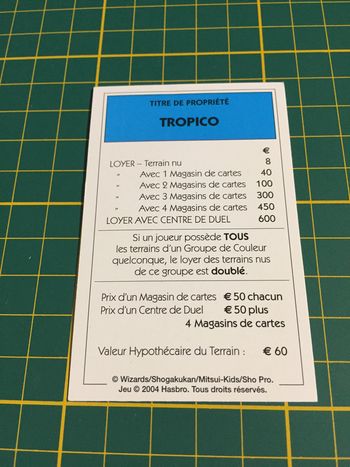 TITRE DE PROPRIÉTÉ
TROPICO
€
LOYER – Terrain nu 8
" Avec 1 Magasin de cartes 40
" Avec 2 Magasins de cartes 100
" Avec 3 Magasins de cartes 300
" Avec 4 Magasins de cartes 450
LOYER AVEC CENTRE DE DUEL 600
Si un joueur possède TOUS
les terrains d'un Groupe de Couleur
quelconque, le loyer des terrains nus
de ce groupe est doublé.
Prix d'un Magasin de cartes € 50 chacun
Prix d'un Centre de Duel € 50 plus
4 Magasins de cartes
Valeur Hypothécaire du Terrain : € 60
© Wizards/Shogakukan/Mitsui-Kids/Sho Pro.
Jeu © 2004 Hasbro. Tous droits réservés.